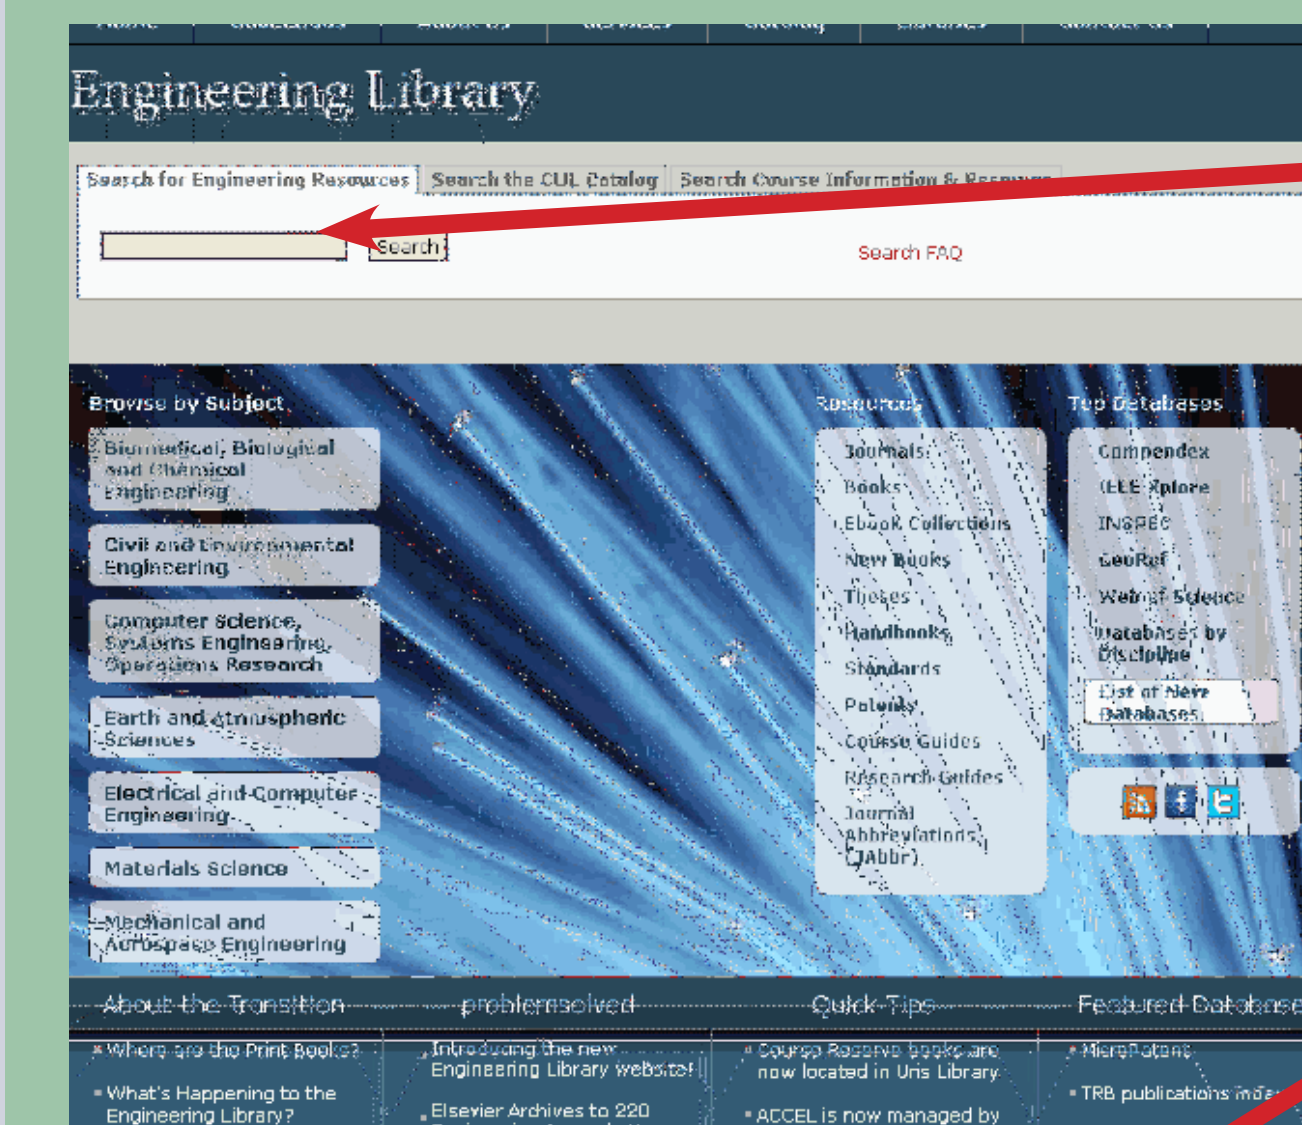 Engineering Library
Search for Engineering Resources
Search the CUL Catalog
Search Course Information &
Search
Search FAQ
Browse by Subject
Biomedical, Biological
and Chemical
Engineering
Civil and Environmental
Engineering
Computer Science,
Systems Engineering,
Operations Research
Earth and Atmospheric
Sciences
Electrical and Computer
Engineering
Materials Science
Mechanical and
Aerospace Engineering
Resources
Journals
Books
Ebook Collections
New Books
Theses
Handbooks
Standards
Patents
Course Guides
Research Guides
Journal
Abbreviations
(JAbbr)
Top Databases
Compendex
IEEE Xplore
INSPEC
GeoRef
Web of Science
Databases by
Discipline
List of New
Databases
About the Transition
Where are the Print Books?
What's Happening to the
Engineering Library?
problemsolved
Introducing the new
Engineering Library website!
Elsevier Archives to 220
Quick Tips
Course Reserve books are
now located in Uris Library
ACCEL is now managed by
Featured Database
MicroPatent
TRB publications